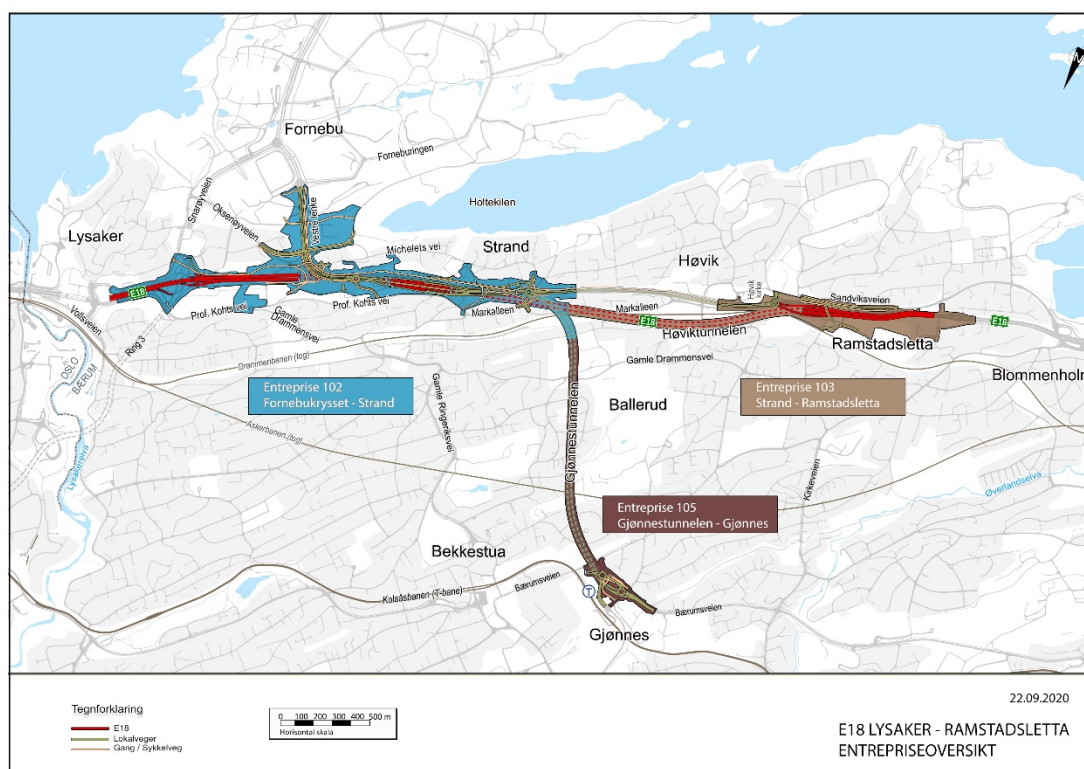 Fornebu
Forneburingen
Snarøyveien
Oksenøyveien
Vestre lenke
Holtekilen
Lysaker
Michelets vei
Strand
Høvik
E18
Prof. Kohts vei
Gamle
Drammensvei
Prof. Kohts vei
Markalleen
Markalleen
Høvik
kirke
Sandviksveien
E18
Høviktunnelen
E18
Ramstadsletta
Vollsveien
Ring 3
OSLO
BÆRUM
Drammenbanen (tog)
Gamle Drammensvei
Blommenholm
Entreprise 102
Fornebukrysset - Strand
Gamle Ringeriksvei
Gjønnestunnelen
Ballerud
Entreprise 103
Strand - Ramstadsletta
Askerbanen (tog)
Lysakerelva
Kirkeveien
Øverlandselva
Entreprise 105
Gjønnestunnelen - Gjønnes
Bekkestua
Bærumsveien
Kolsåsbanen (T-bane)
T
Bærumsveien
Gjønnes
Tegnforklaring
E18
Lokalveger
Gang / Sykkelveg
0 100 200 300 400 500 m
Horisontal skala
22.09.2020
E18 LYSAKER - RAMSTADSLETTA
ENTREPRISEOVERSIKT